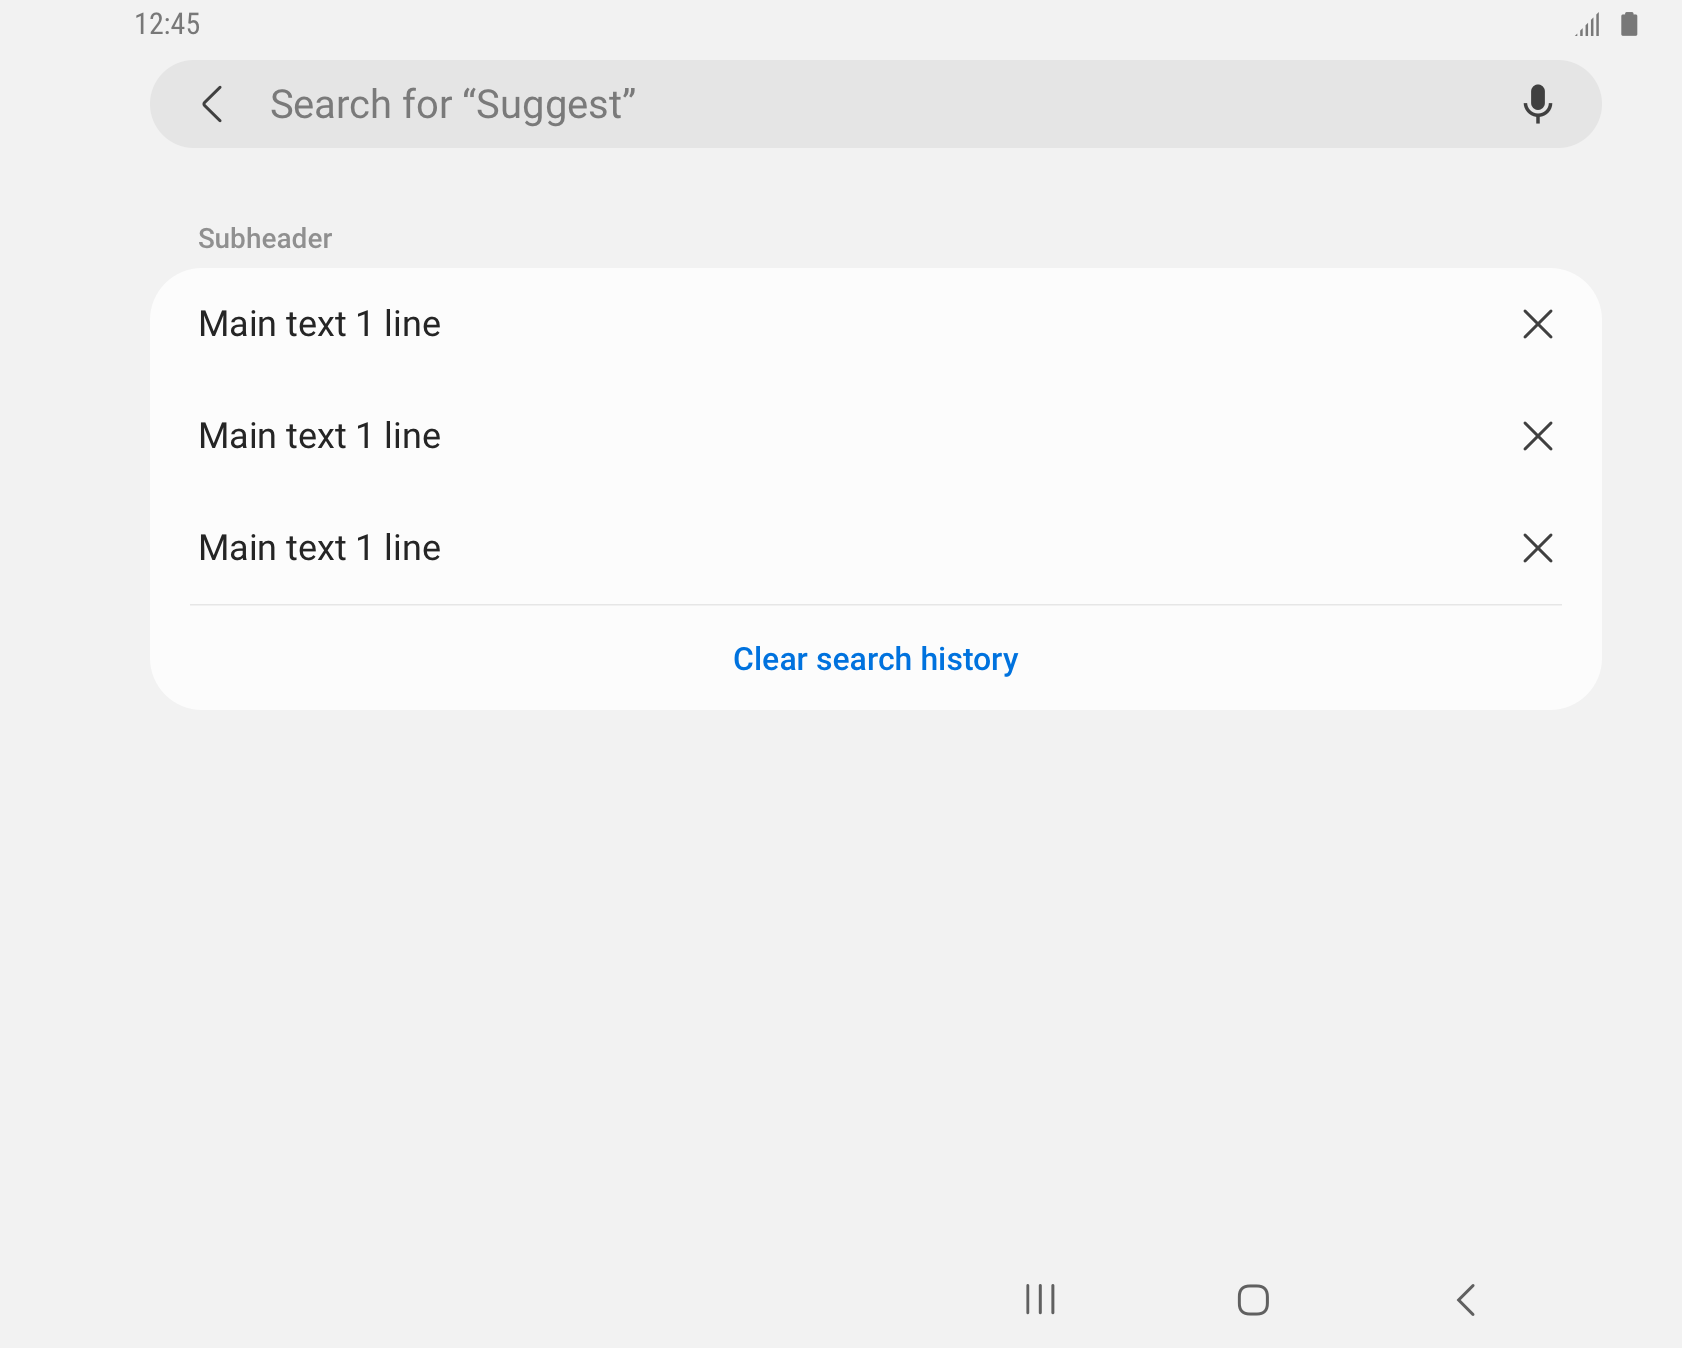 12:45
Search for “Suggest”
Subheader
Main text 1 line
Main text 1 line
Main text 1 line
Clear search history